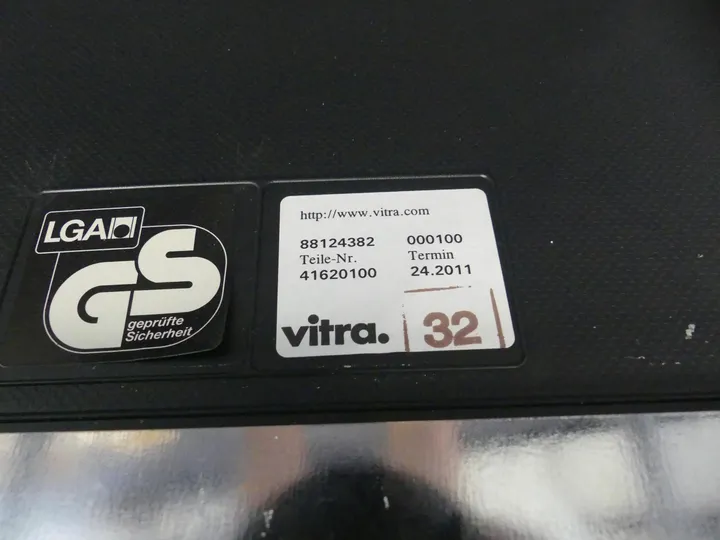 LGA
GS
geprüfte
Sicherheit
http://www.vitra.com
88124382 000100
Teile-Nr. Termin
41620100 24.2011
vitra. 32